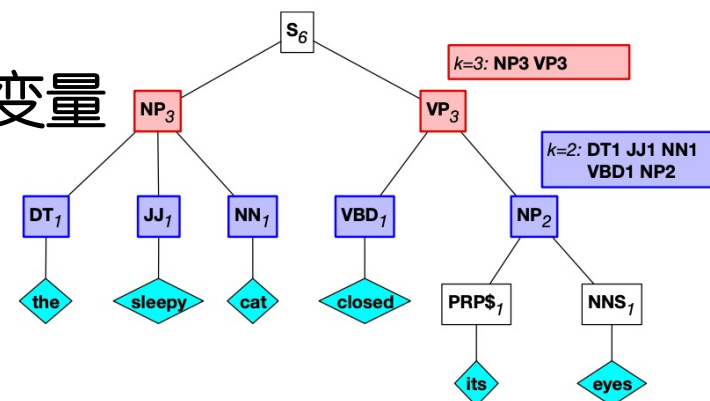 S6
k=3: NP3 VP3
变量
NP3
VP3
k=2: DT1 JJ1 NN1
VBD1 NP2
DT1
JJ1
NN1
VBD1
NP2
the
sleepy
cat
closed
PRP$1
NNS1
its
eyes